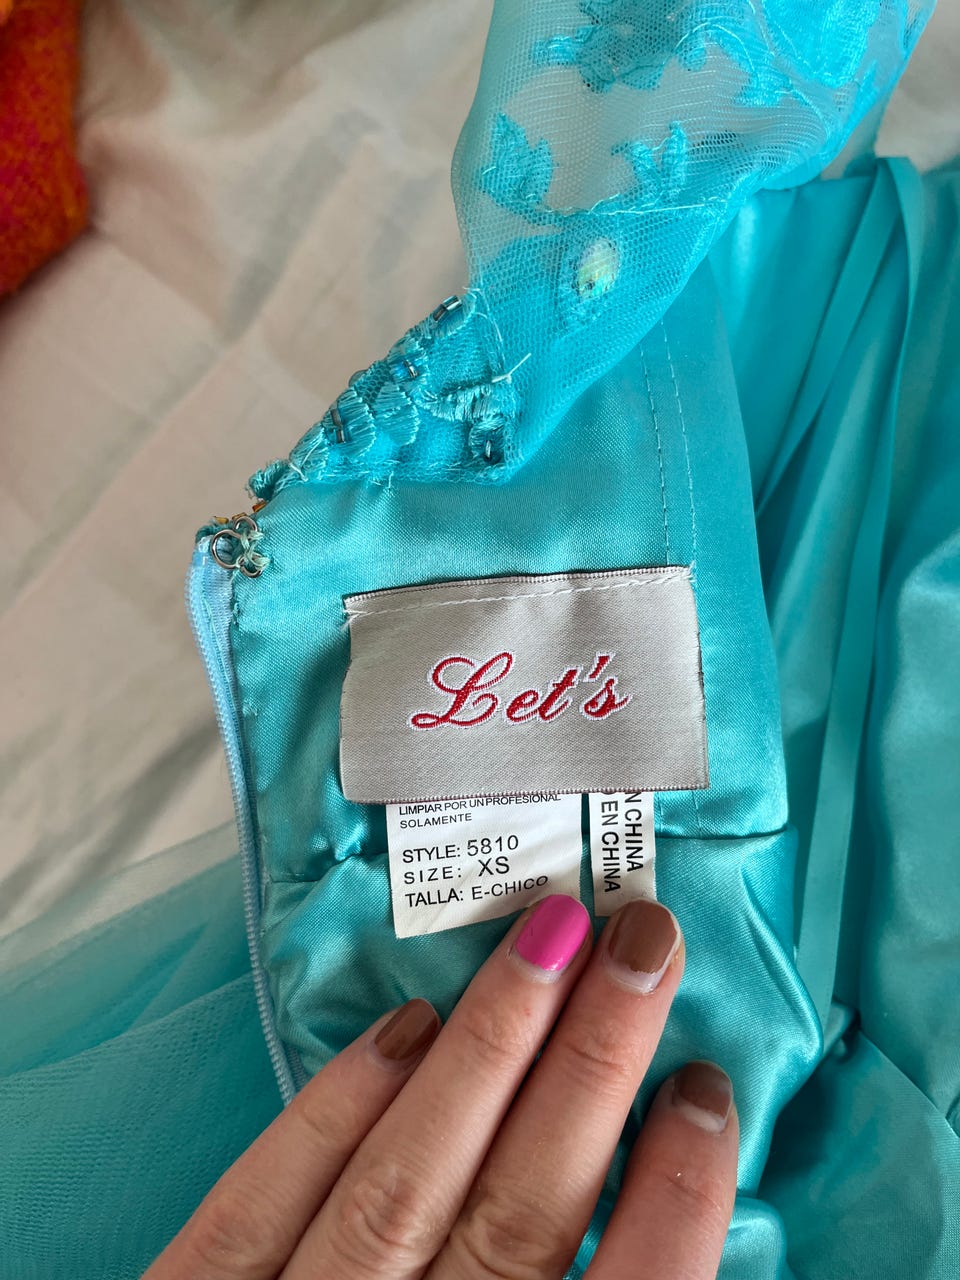 Let's
LIMPIAR POR UN PROFESIONAL
SOLAMENTE
STYLE: 5810
SIZE: XS
TALLA: E-CHICO
N CHINA
EN CHINA